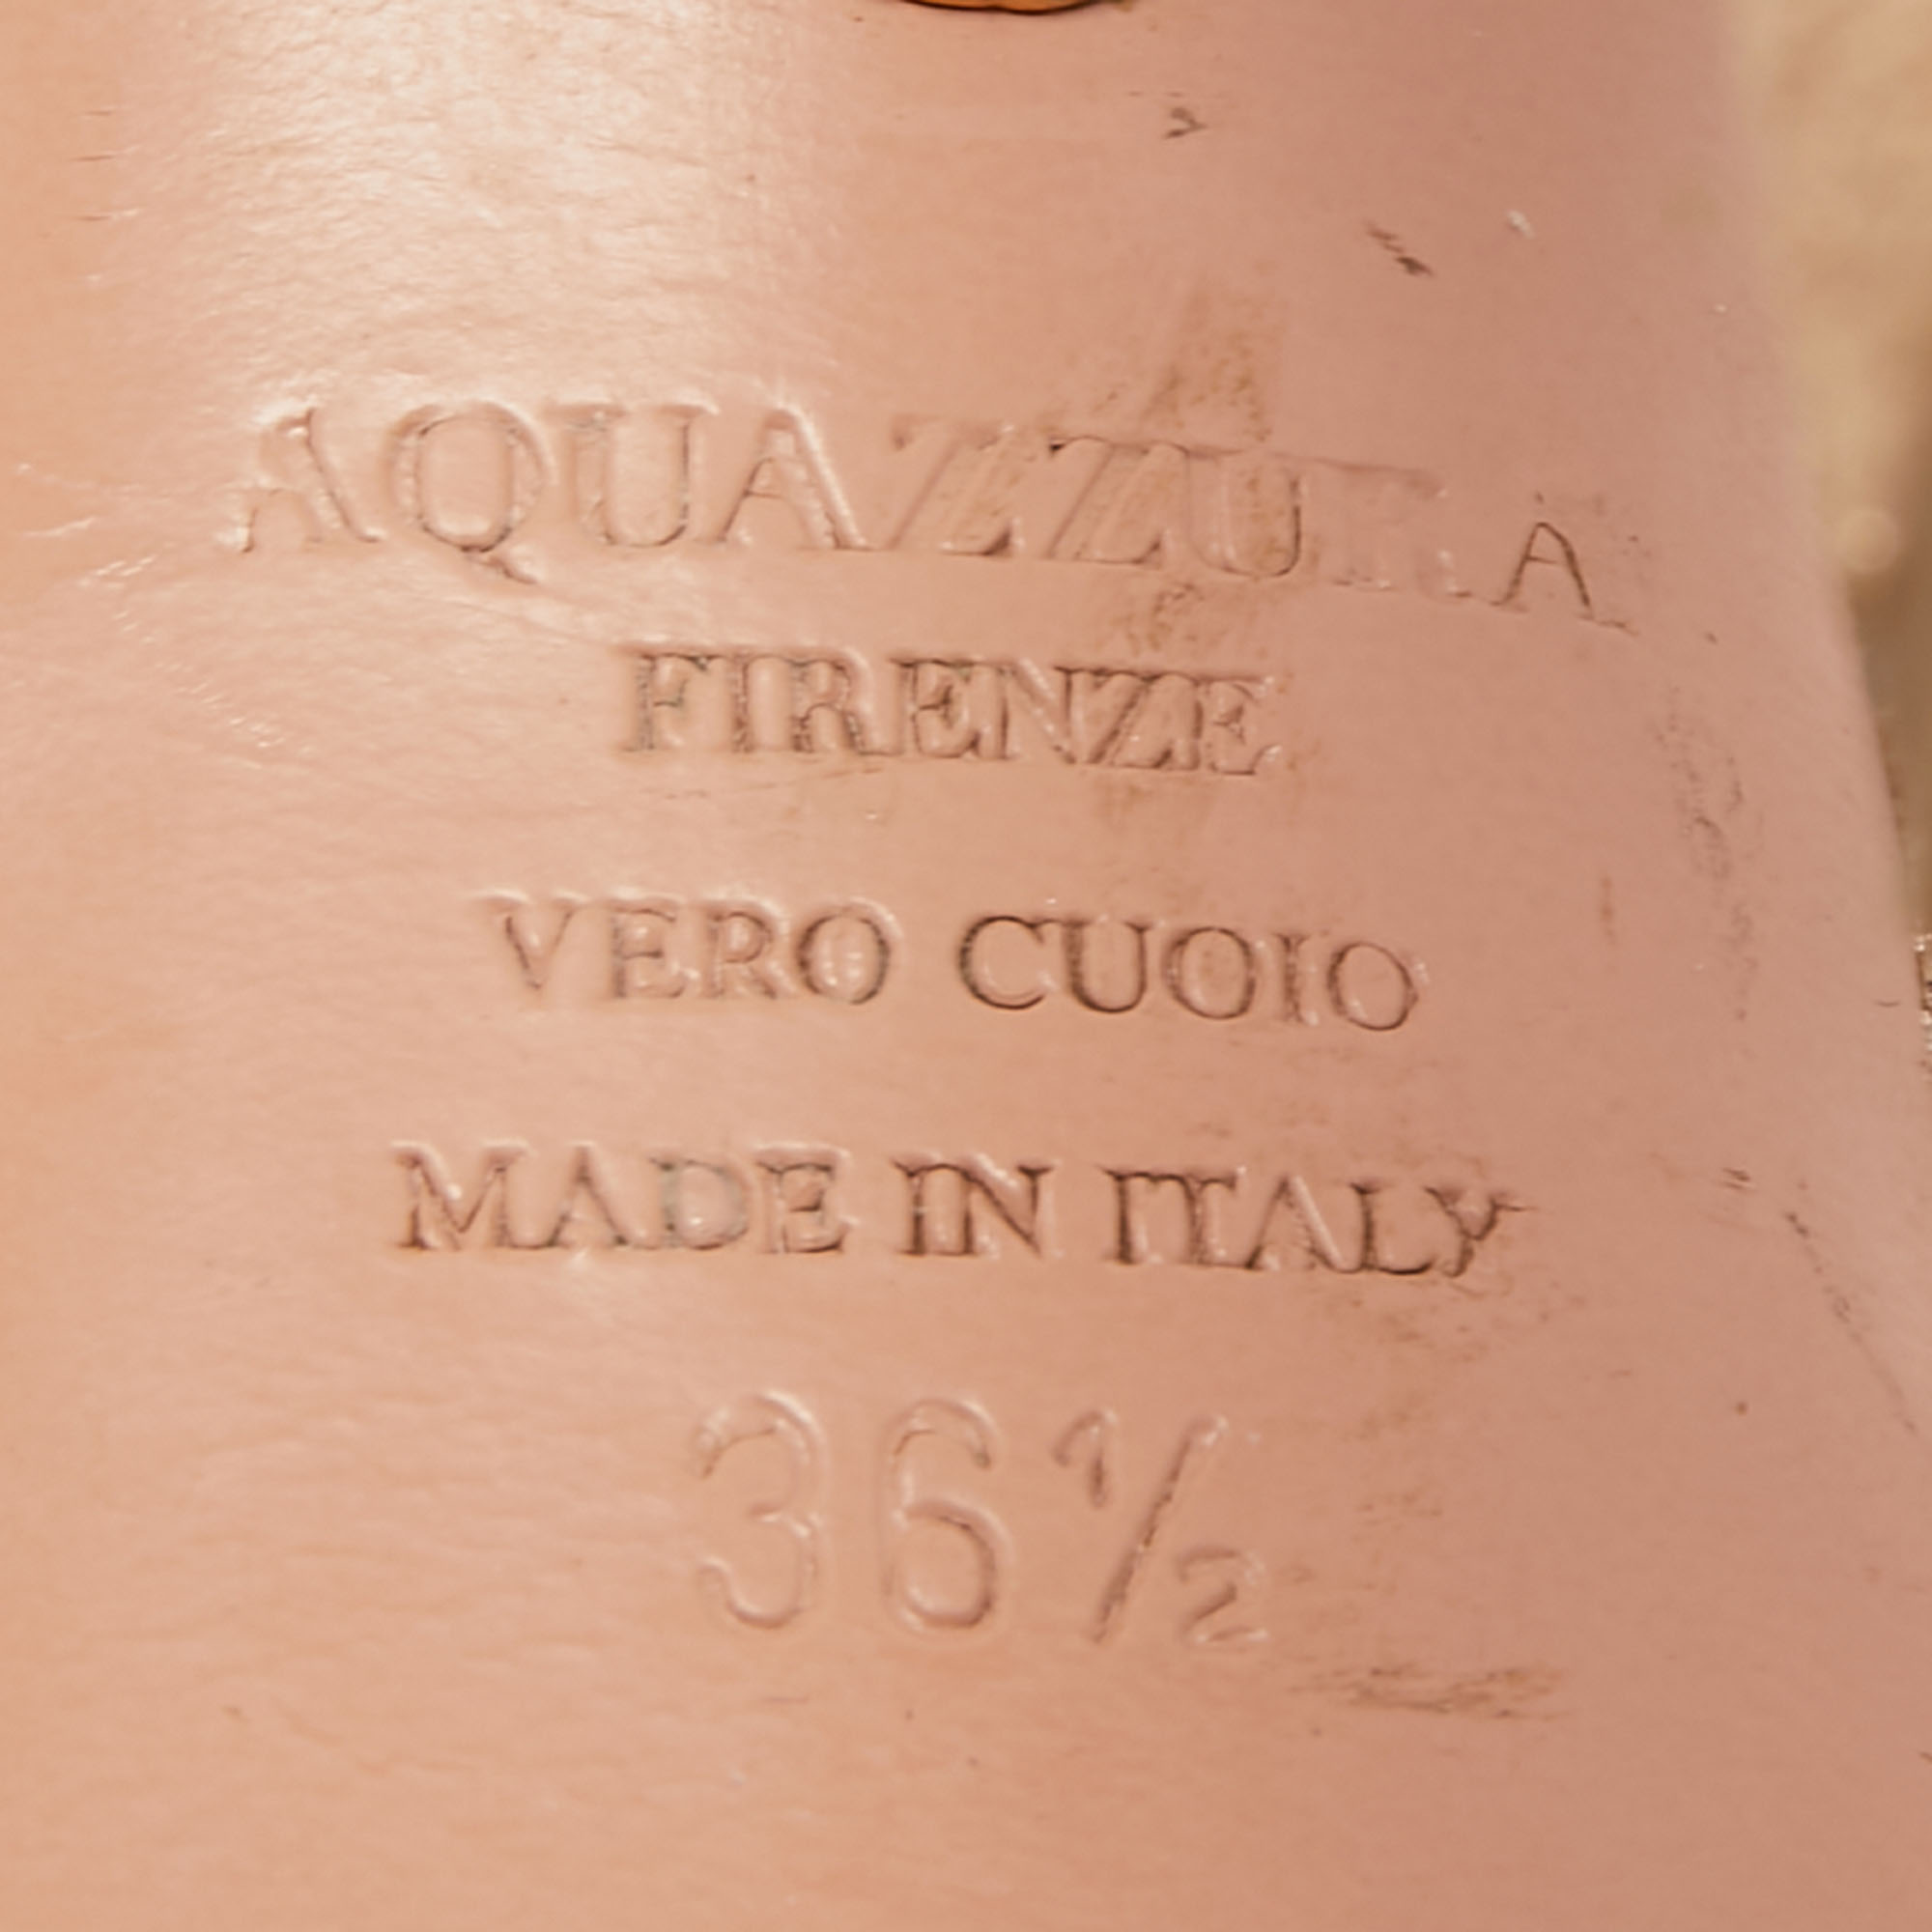 AQUAZZURA
FIRENZE
VERO CUOIO
MADE IN ITALY
36½